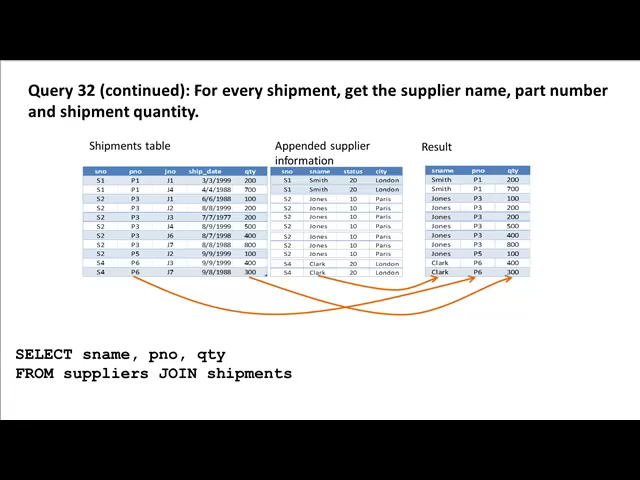 Query 32 (continued): For every shipment, get the supplier name, part number
and shipment quantity.
Shipments table
Appended supplier
information
Result
sno pno jno ship_date qty
S1 P1 J1 3/3/1999 200
S1 P1 J4 4/4/1988 700
S2 P3 J1 6/6/1988 100
S2 P3 J2 8/8/1999 200
S2 P3 J3 7/7/1977 200
S2 P3 J4 9/9/1999 500
S2 P3 J6 8/7/1998 400
S2 P3 J7 8/8/1988 800
S2 P5 J2 9/9/1999 100
S4 P6 J3 9/9/1999 400
S4 P6 J7 9/8/1988 300
sno sname status city
S1 Smith 20 London
S1 Smith 20 London
S2 Jones 10 Paris
S2 Jones 10 Paris
S2 Jones 10 Paris
S2 Jones 10 Paris
S2 Jones 10 Paris
S2 Jones 10 Paris
S2 Jones 10 Paris
S4 Clark 20 London
S4 Clark 20 London
sname pno qty
Smith P1 200
Smith P1 700
Jones P3 100
Jones P3 200
Jones P3 200
Jones P3 500
Jones P3 400
Jones P3 800
Jones P5 100
Clark P6 400
Clark P6 300
SELECT sname, pno, qty
FROM suppliers JOIN shipments